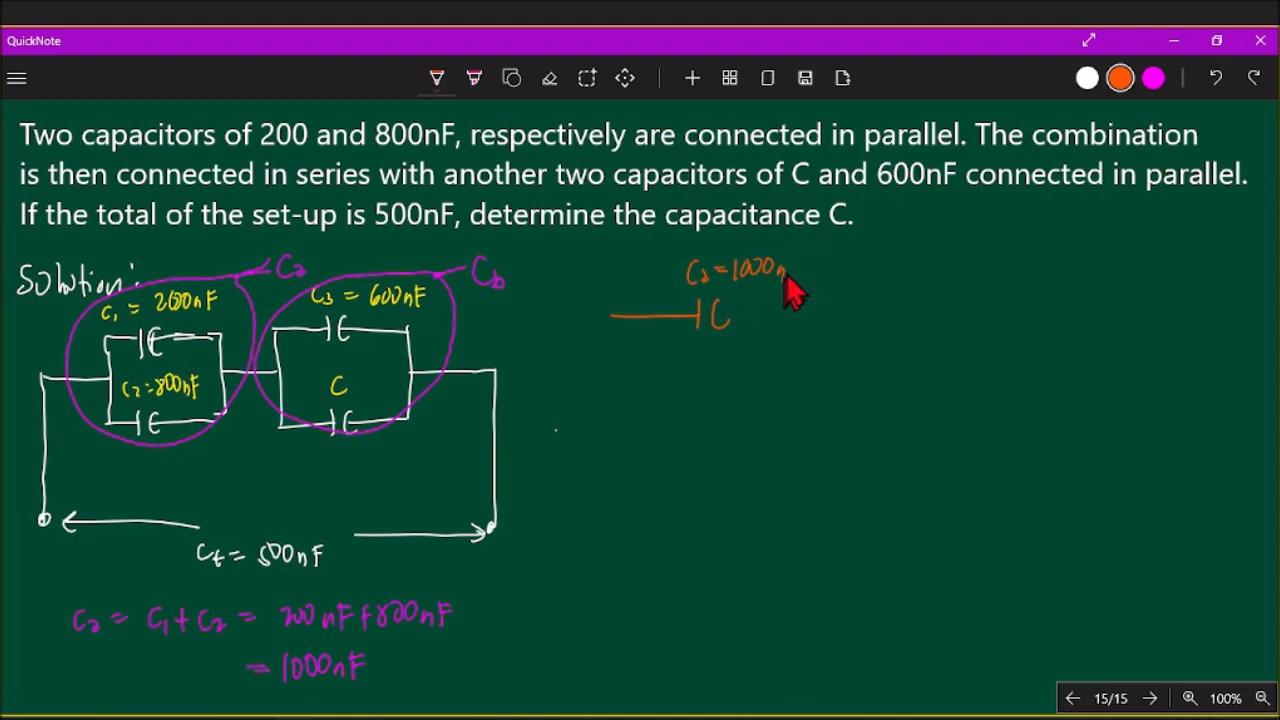 QuickNote
Two capacitors of 200 and 800nF, respectively are connected in parallel. The combination
is then connected in series with another two capacitors of C and 600nF connected in parallel.
If the total of the set-up is 500nF, determine the capacitance C.
Solution:
Ca
Cb
C₁ = 200nF
C₃ = 600nF
Ca = 1000n
C₂ = 800nF
C
Ct = 500nF
Ca = C₁ + C₂ = 200nF + 800nF
= 1000nF
15/15
100%